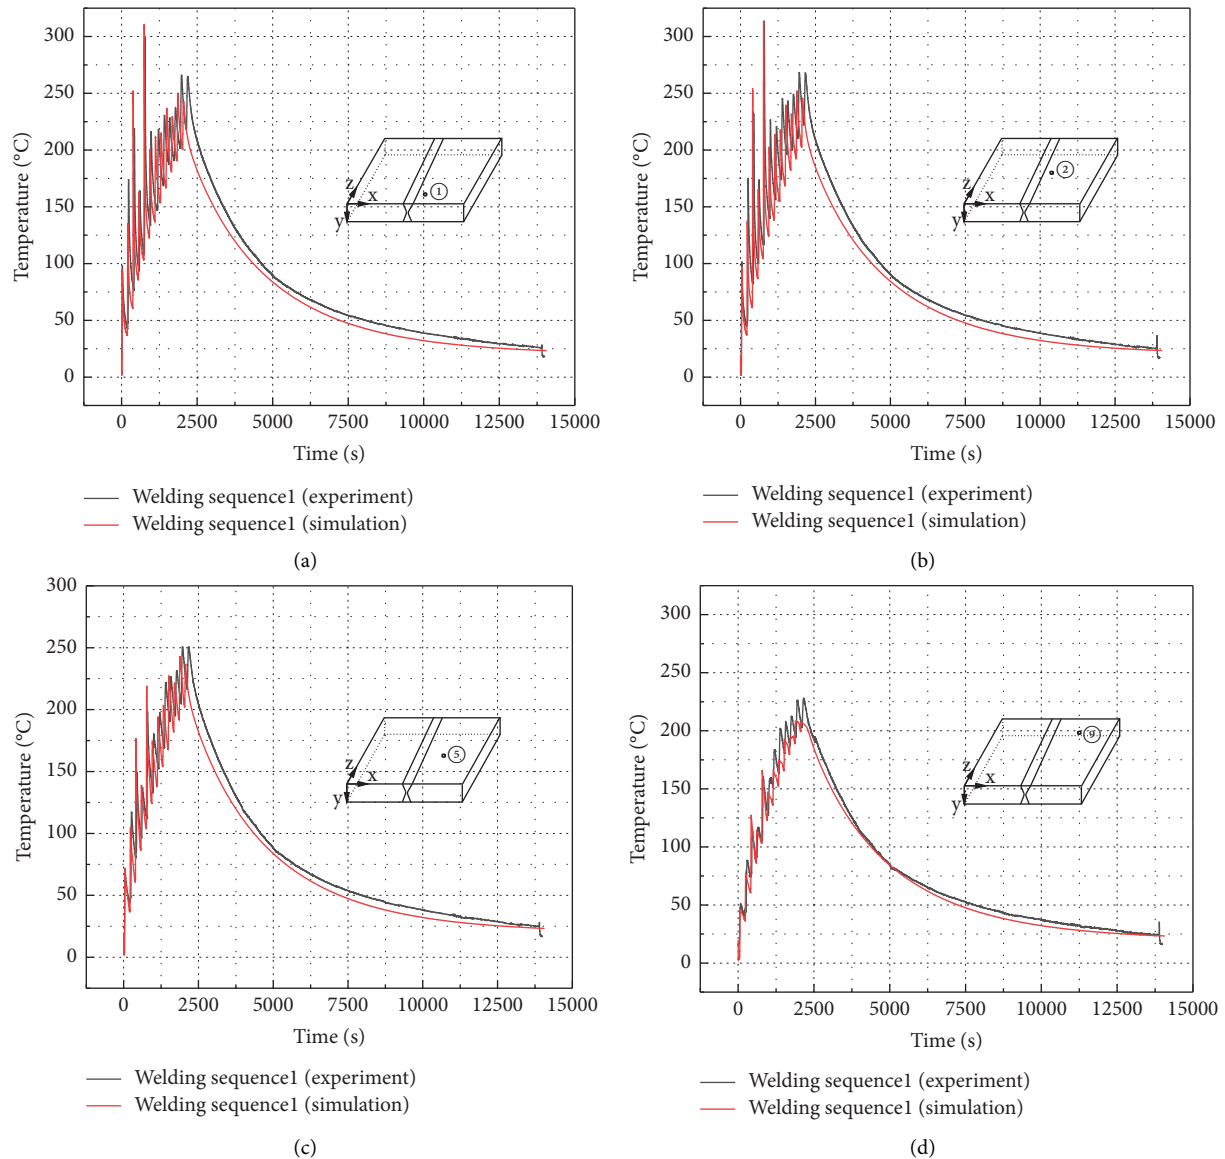 300
250
200
150
100
50
0
Temperature (°C)
z
x
y
1
0 2500 5000 7500 10000 12500 15000
Time (s)
Welding sequence1 (experiment)
Welding sequence1 (simulation)
(a)
300
250
200
150
100
50
0
Temperature (°C)
z
x
y
2
0 2500 5000 7500 10000 12500 15000
Time (s)
Welding sequence1 (experiment)
Welding sequence1 (simulation)
(b)
300
250
200
150
100
50
0
Temperature (°C)
z
x
y
5
0 2500 5000 7500 10000 12500 15000
Time (s)
Welding sequence1 (experiment)
Welding sequence1 (simulation)
(c)
300
250
200
150
100
50
0
Temperature (°C)
z
x
y
9
0 2500 5000 7500 10000 12500 15000
Time (s)
Welding sequence1 (experiment)
Welding sequence1 (simulation)
(d)